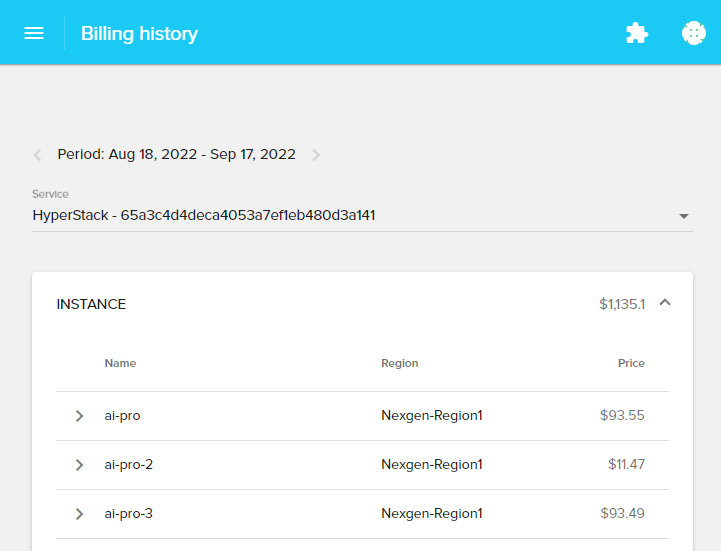 Billing history
Period: Aug 18, 2022 - Sep 17, 2022
Service
HyperStack - 65a3c4d4deca4053a7ef1eb480d3a141
INSTANCE $1,135.1
Name Region Price
ai-pro Nexgen-Region1 $93.55
ai-pro-2 Nexgen-Region1 $11.47
ai-pro-3 Nexgen-Region1 $93.49